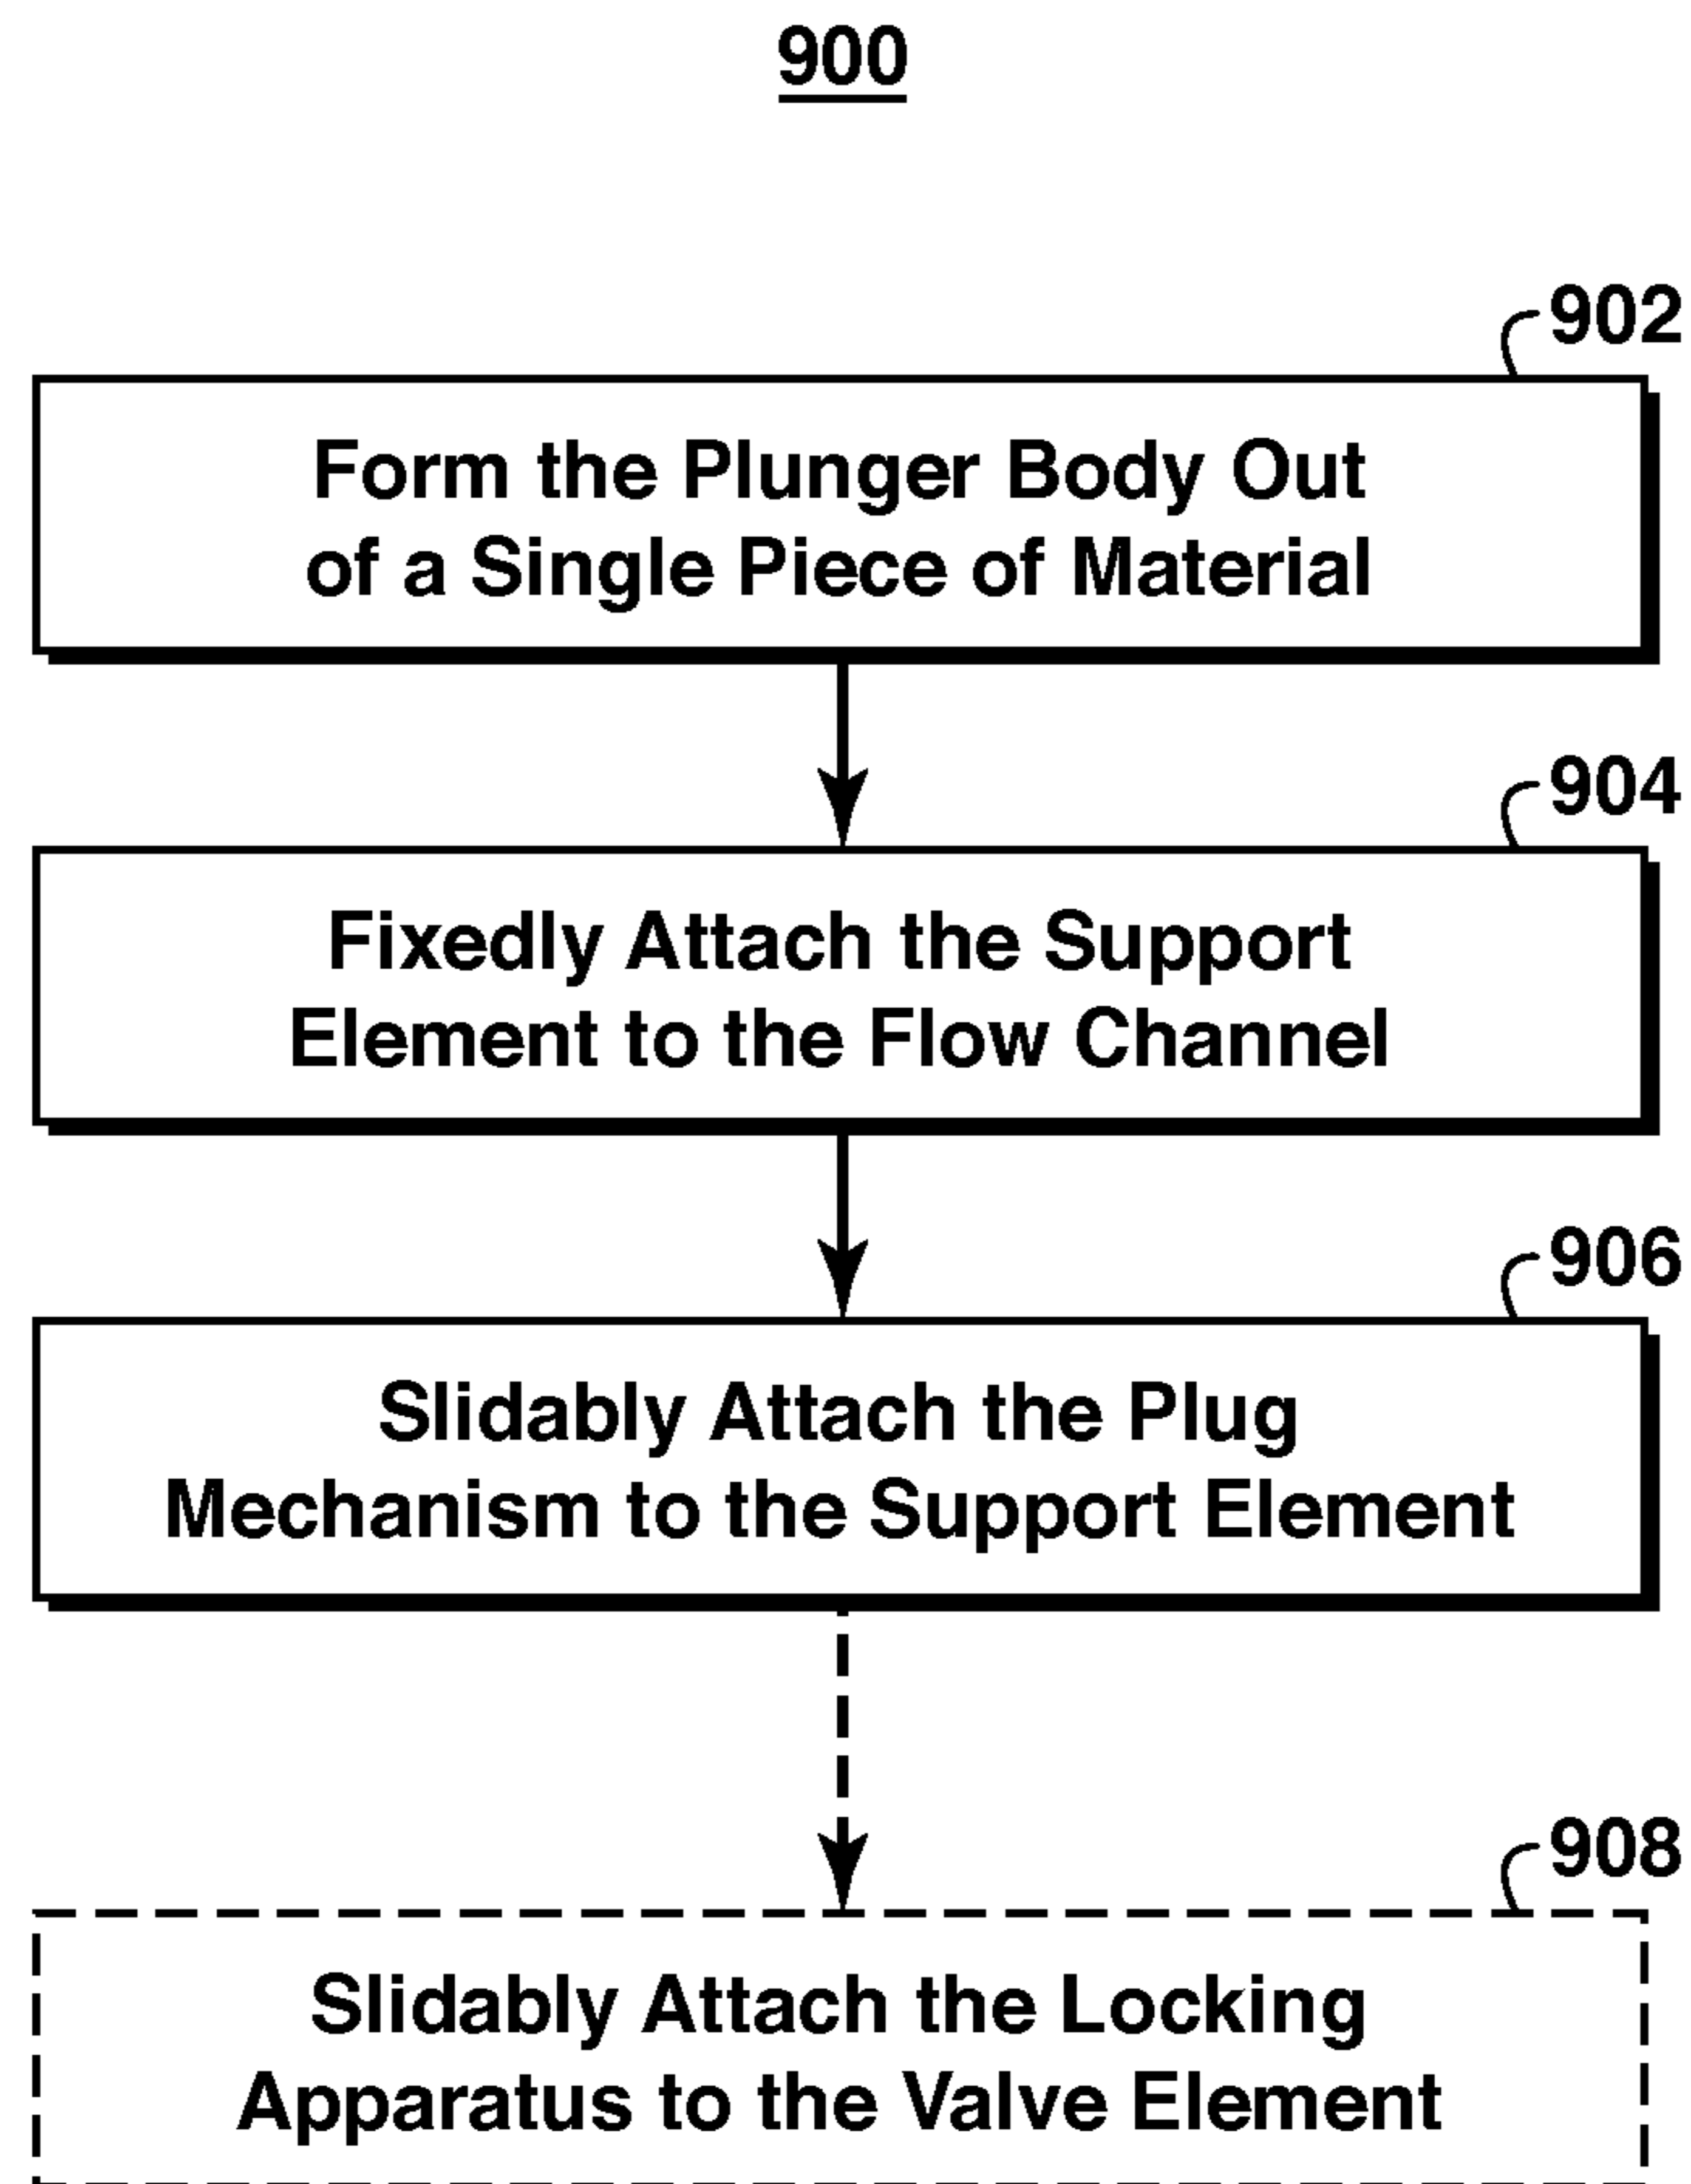 900
902
Form the Plunger Body Out
of a Single Piece of Material
904
Fixedly Attach the Support
Element to the Flow Channel
906
Slidably Attach the Plug
Mechanism to the Support Element
908
Slidably Attach the Locking
Apparatus to the Valve Element